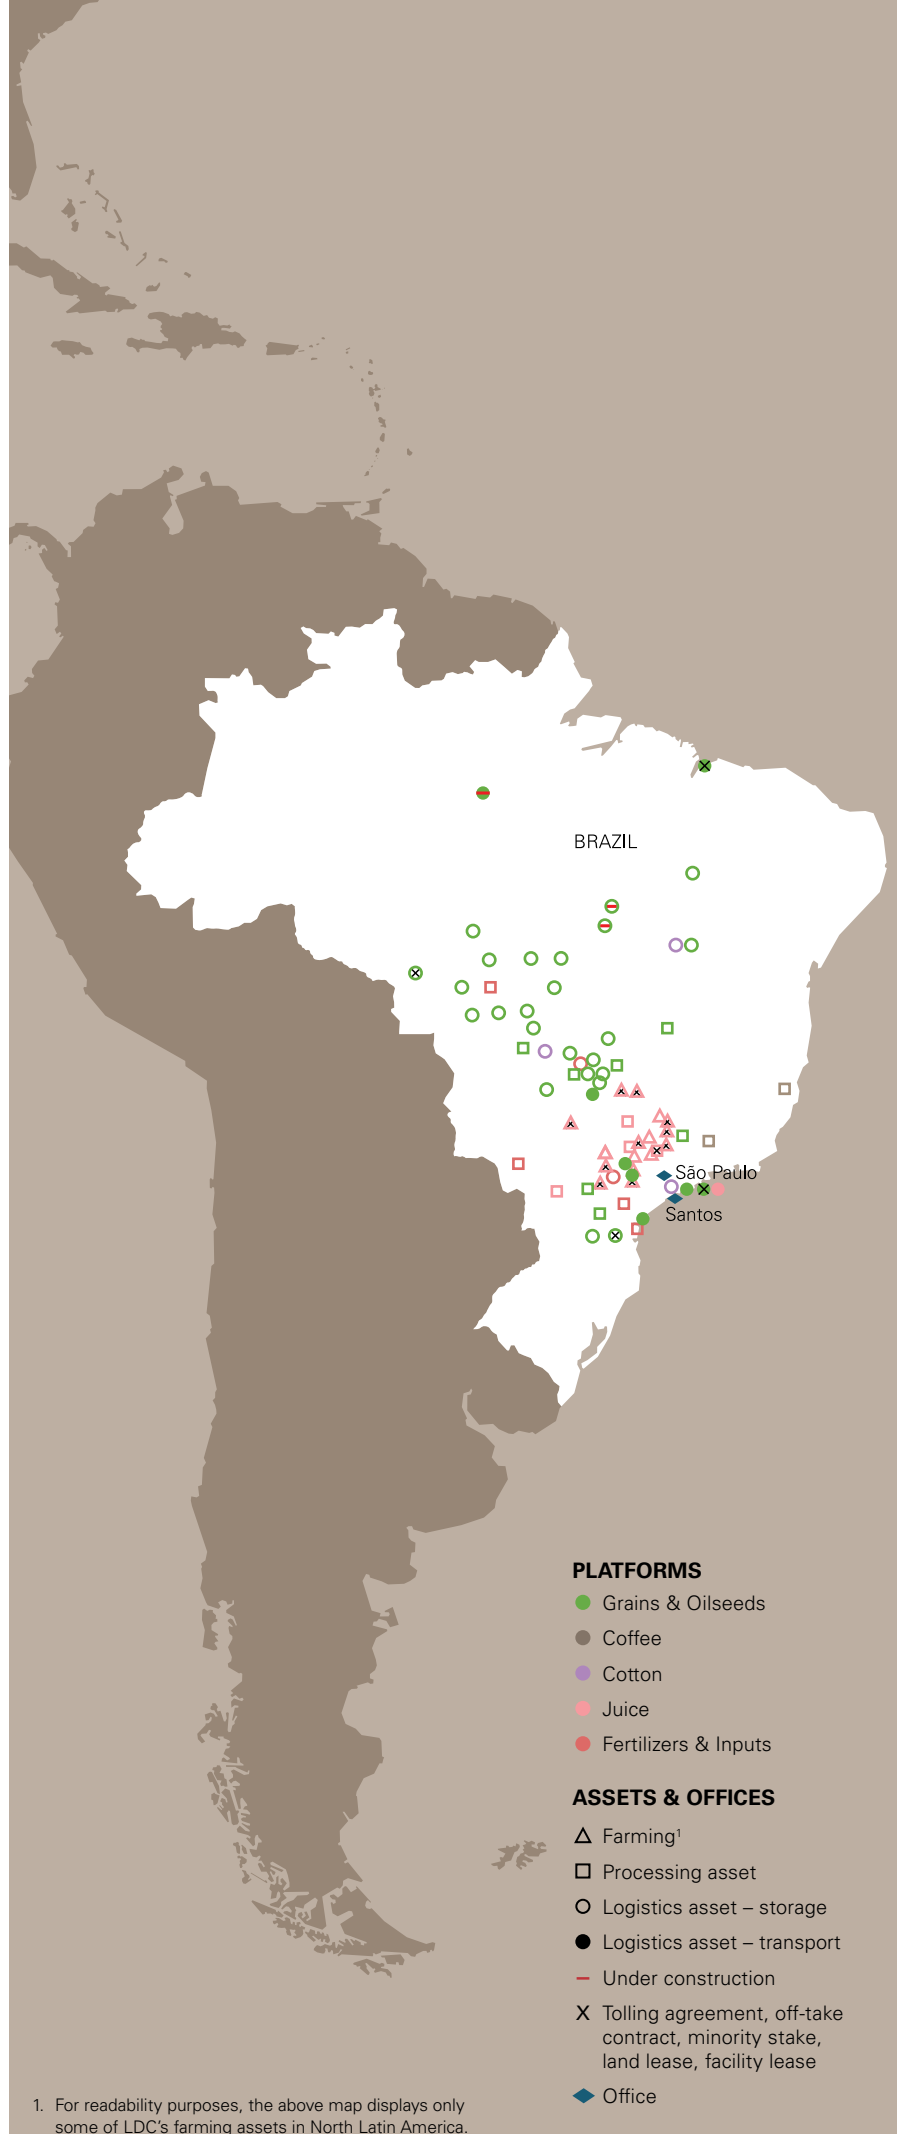 BRAZIL
São Paulo
Santos
PLATFORMS
Grains & Oilseeds
Coffee
Cotton
Juice
Fertilizers & Inputs
ASSETS & OFFICES
Farming¹
Processing asset
Logistics asset – storage
Logistics asset – transport
Under construction
X Tolling agreement, off-take
contract, minority stake,
land lease, facility lease
Office
1. For readability purposes, the above map displays only
some of LDC's farming assets in North Latin America.